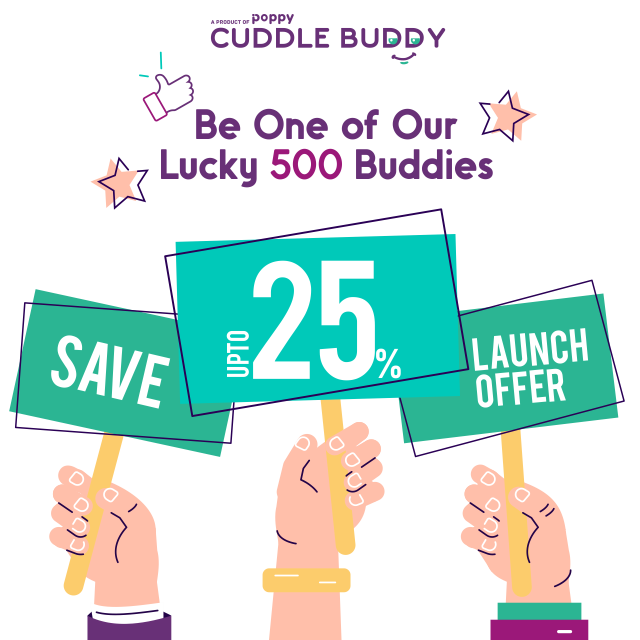 A PRODUCT OF poppy
CUDDLE BUDDY
Be One of Our
Lucky 500 Buddies
SAVE
UPTO 25%
LAUNCH
OFFER